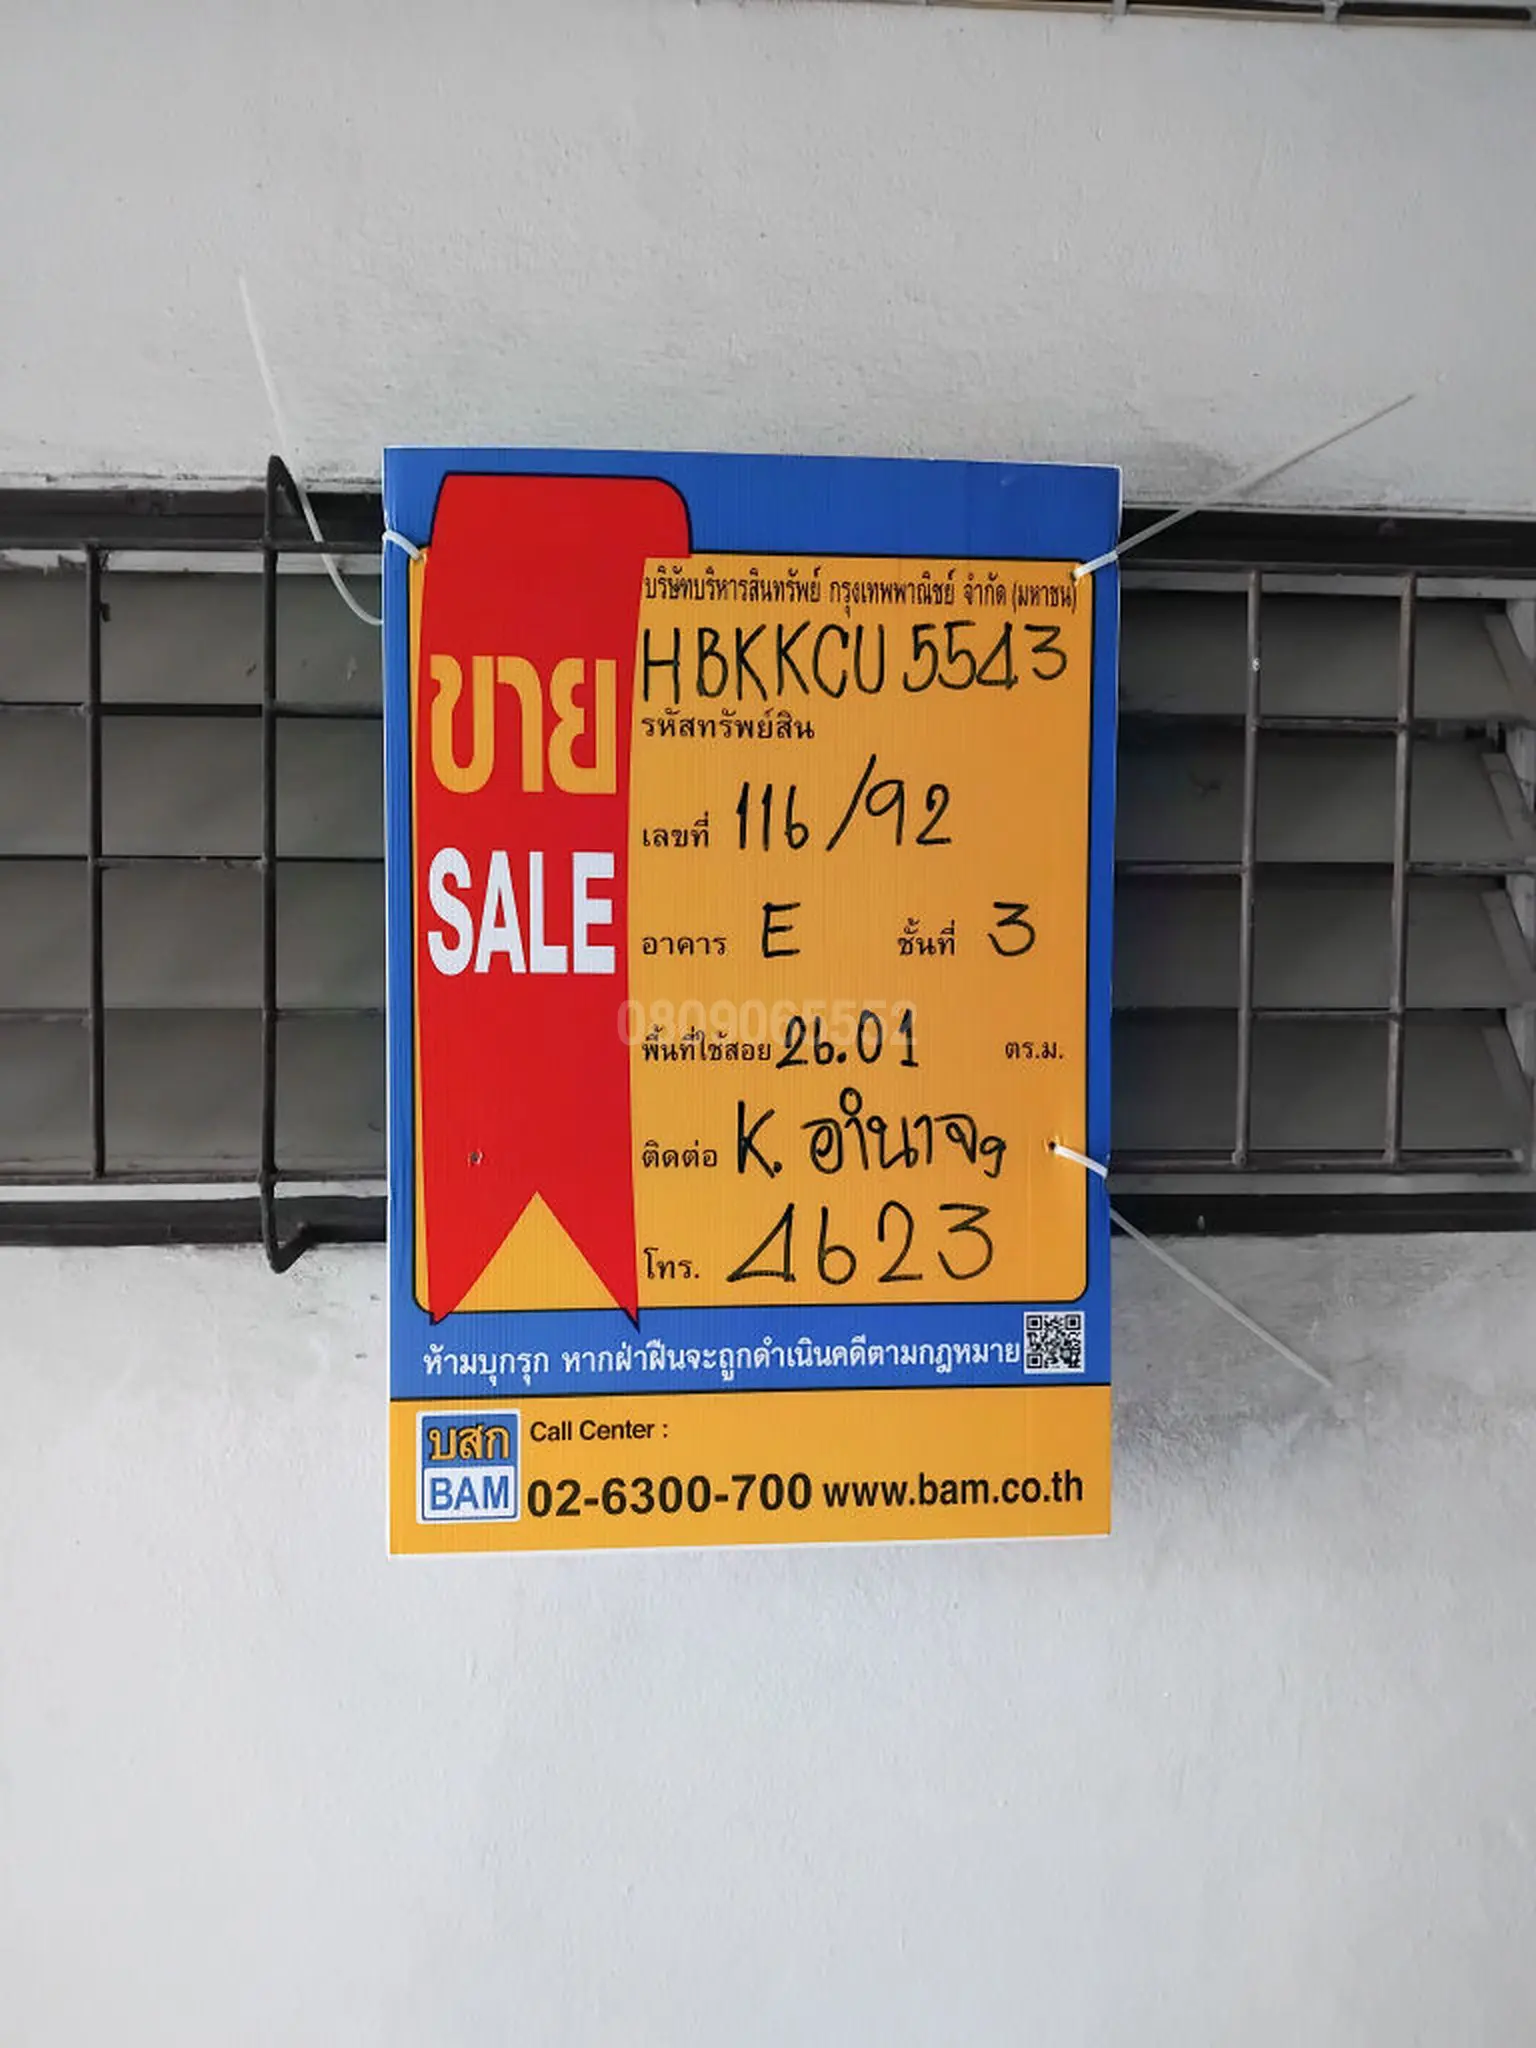 บริษัทบริหารสินทรัพย์ กรุงเทพพาณิชย์ จำกัด (มหาชน)
HBKKCU5543
รหัสทรัพย์สิน
ขาย
SALE
เลขที่ 116/92
อาคาร E ชั้นที่ 3
0809065552
พื้นที่ใช้สอย 26.01 ตร.ม.
ติดต่อ K. อำนาจ
โทร. 4623
ห้ามบุกรุก หากฝ่าฝืนจะถูกดำเนินคดีตามกฎหมาย
บสก
BAM
Call Center :
02-6300-700 www.bam.co.th